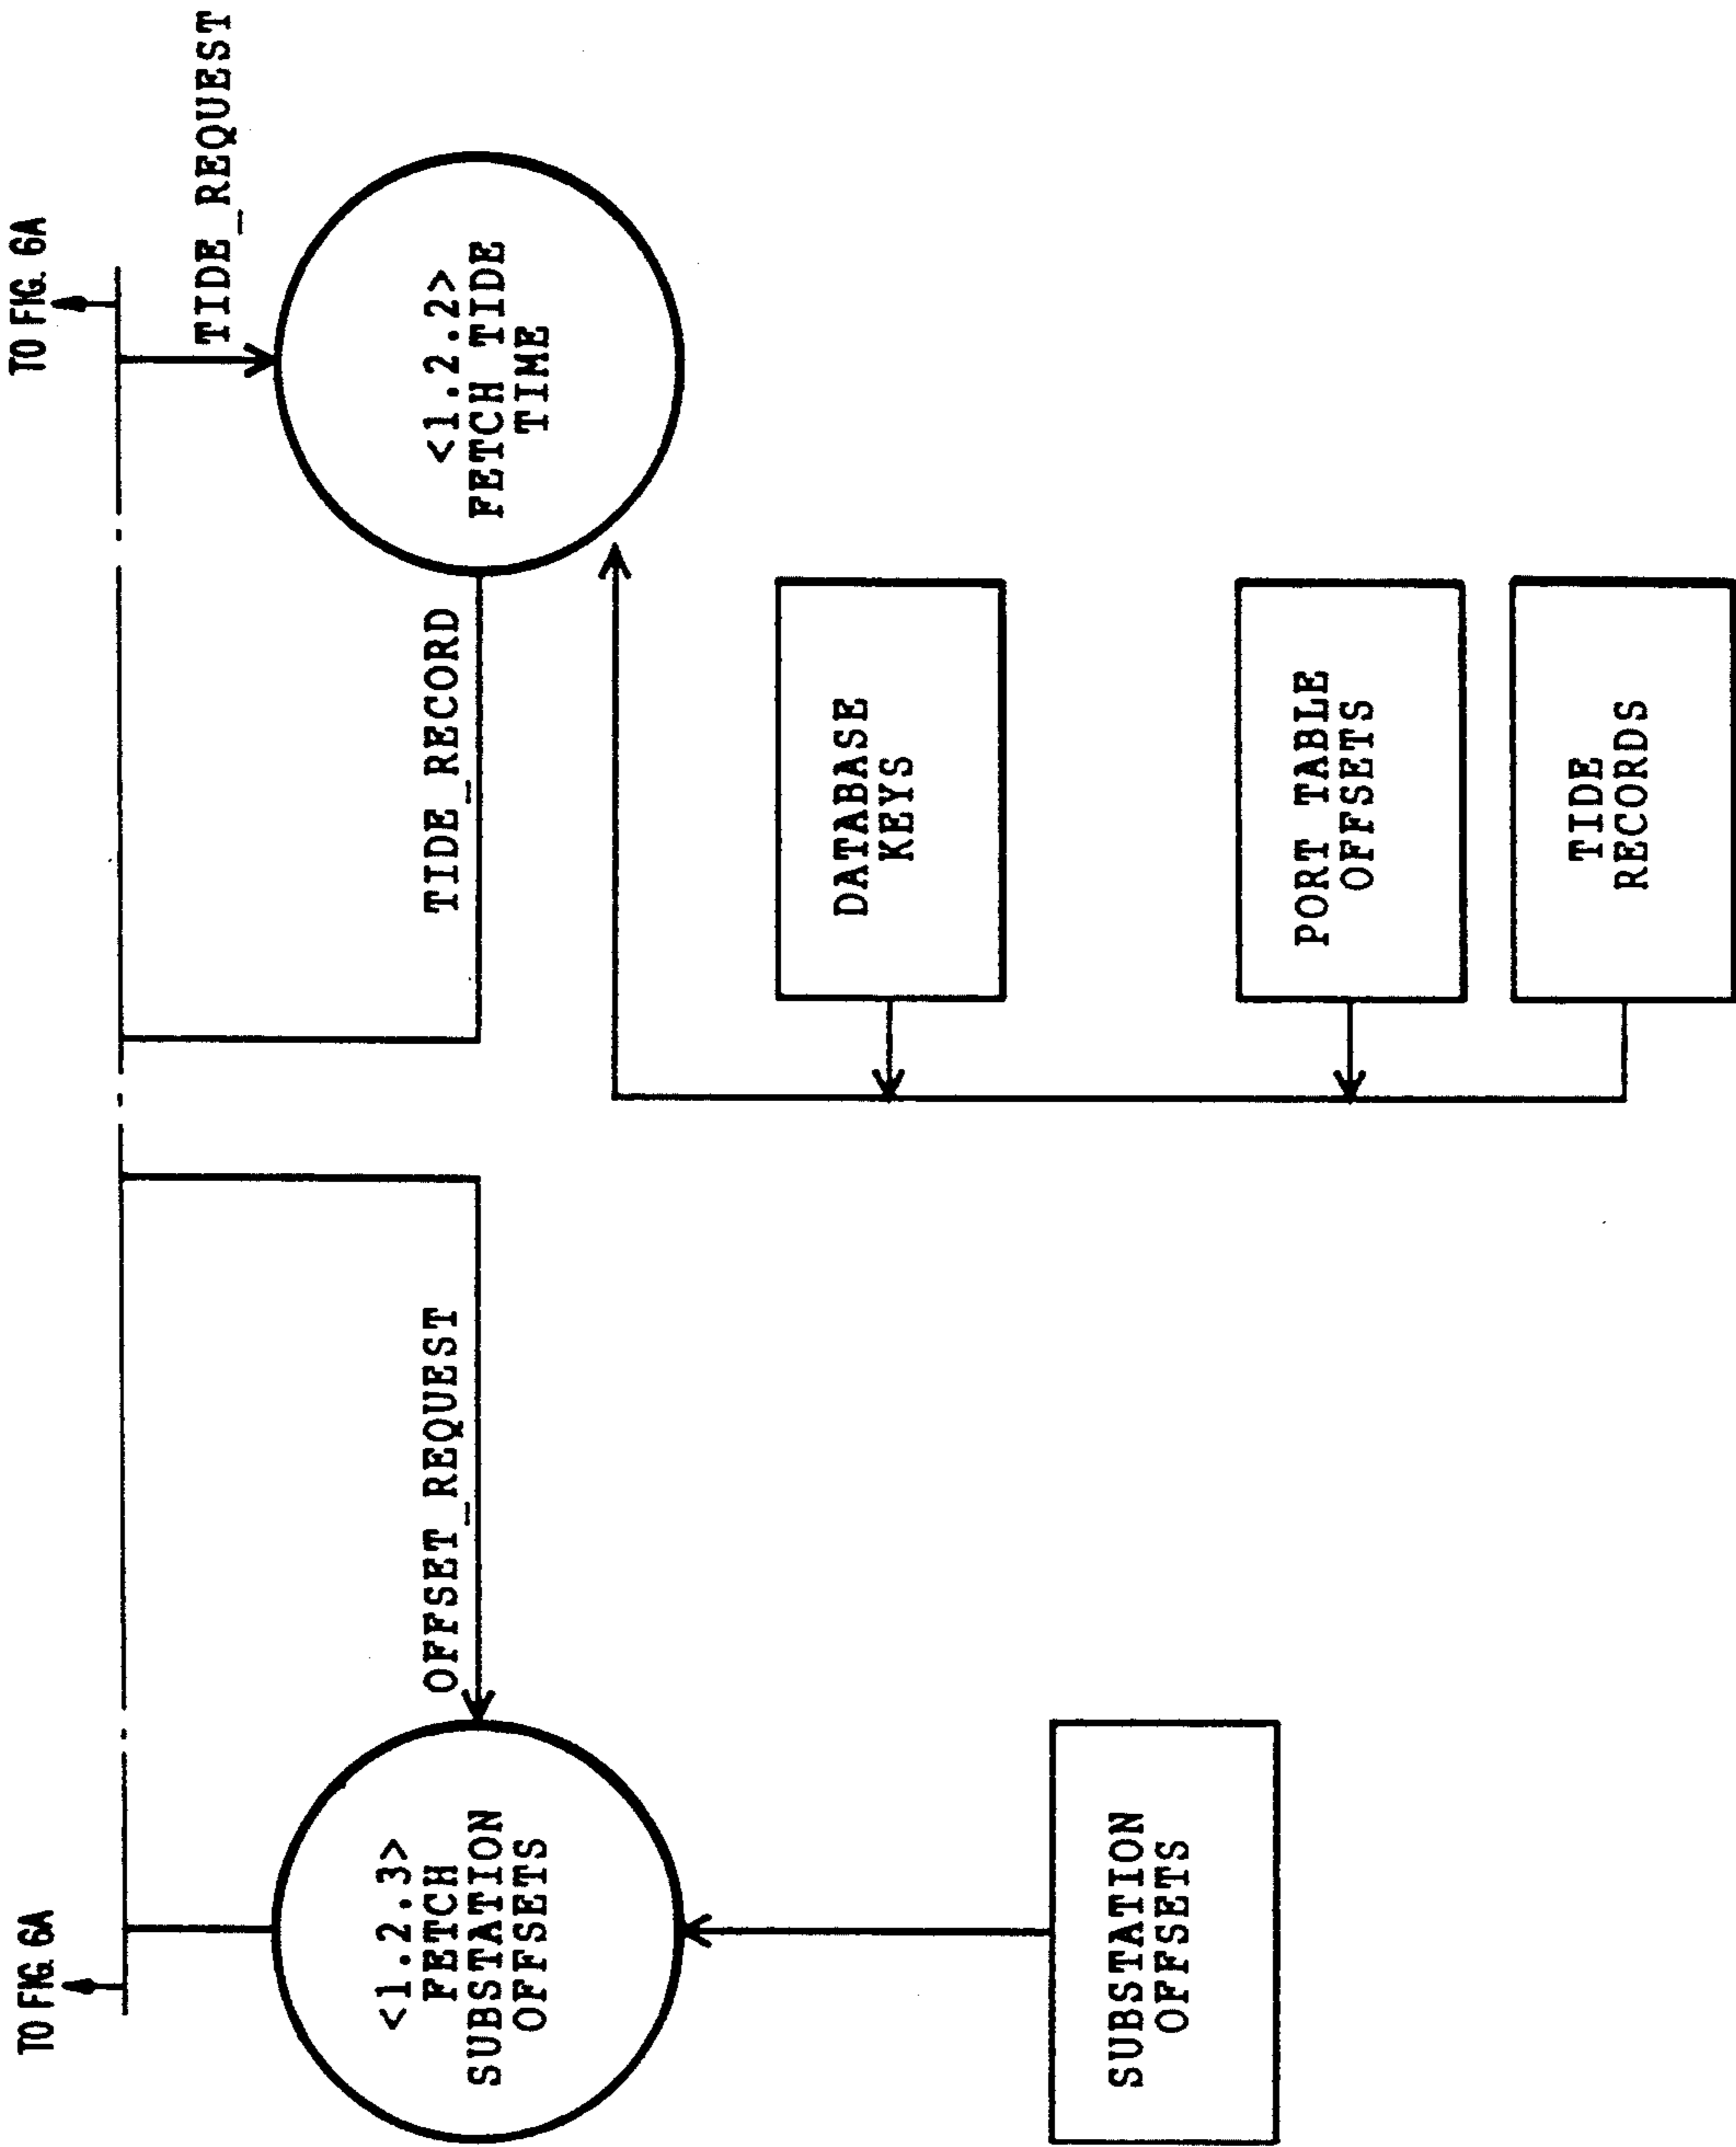 TO FIG. 6A
TO FIG. 6A
TIDE_REQUEST
<1.2.3>
FETCH
SUBSTATION
OFFSETS
OFFSET_REQUEST
TIDE_RECORD
<1.2.2>
FETCH TIDE
TIME
SUBSTATION
OFFSETS
DATABASE
KEYS
PORT TABLE
OFFSETS
TIDE
RECORDS